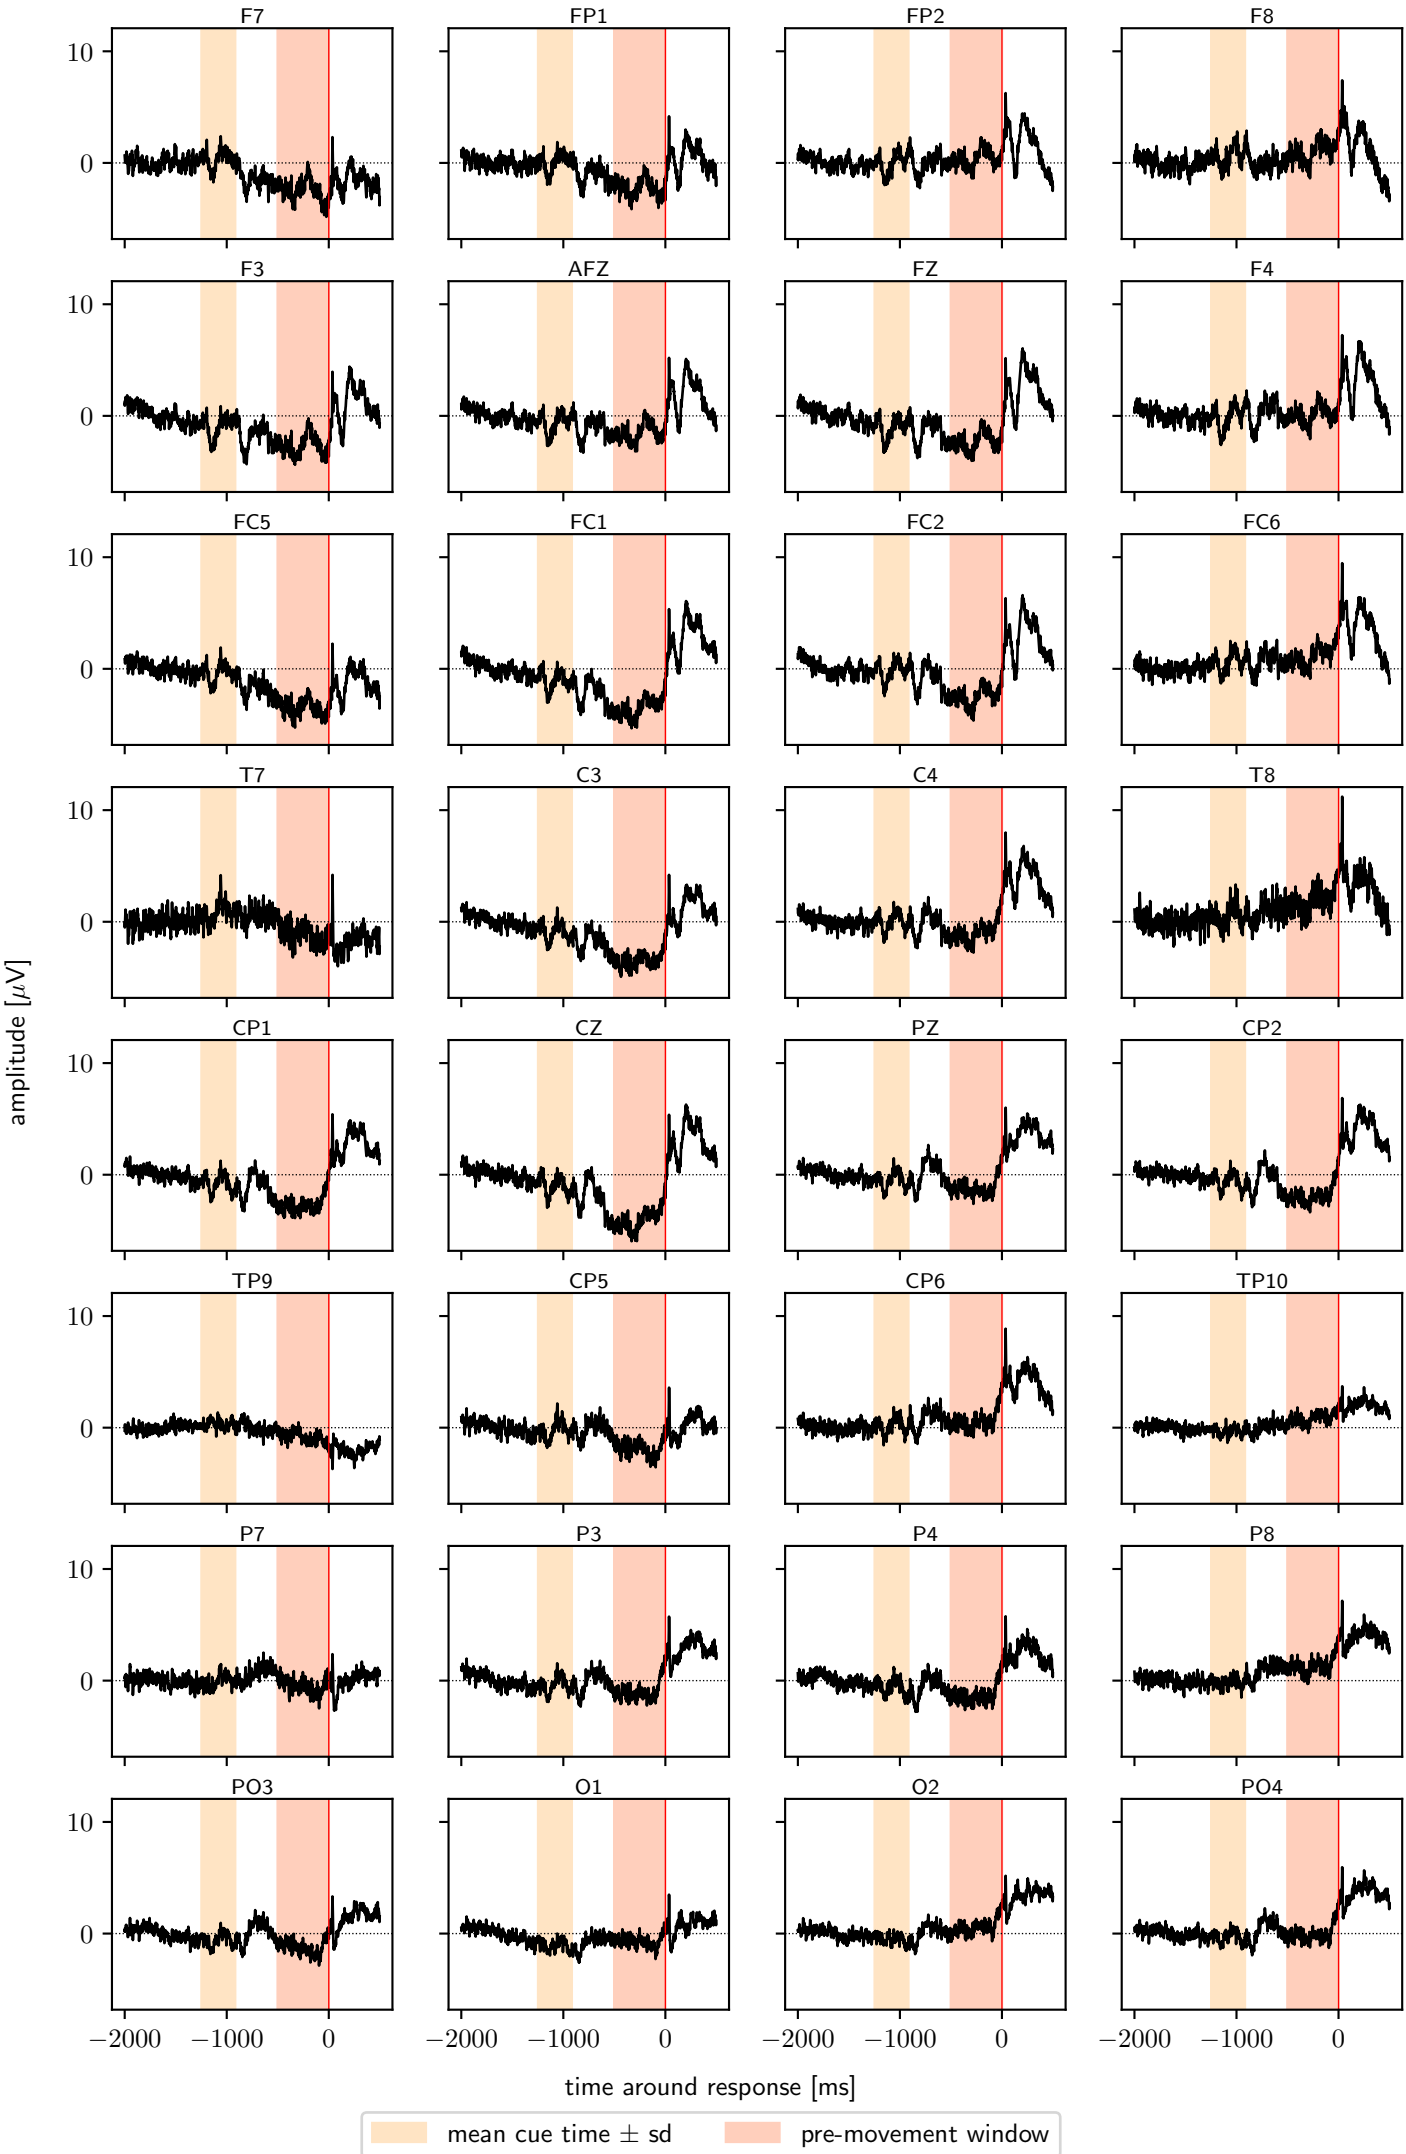 F7 FP1 FP2 F8
10
0
F3 AFZ FZ F4
10
0
FC5 FC1 FC2 FC6
10
0
T7 C3 C4 T8
10
0
amplitude [μV]
CP1 CZ PZ CP2
10
0
TP9 CP5 CP6 TP10
10
0
P7 P3 P4 P8
10
0
PO3 O1 O2 PO4
10
0
−2000 −1000 0 −2000 −1000 0 −2000 −1000 0 −2000 −1000 0
time around response [ms]
mean cue time ± sd pre-movement window